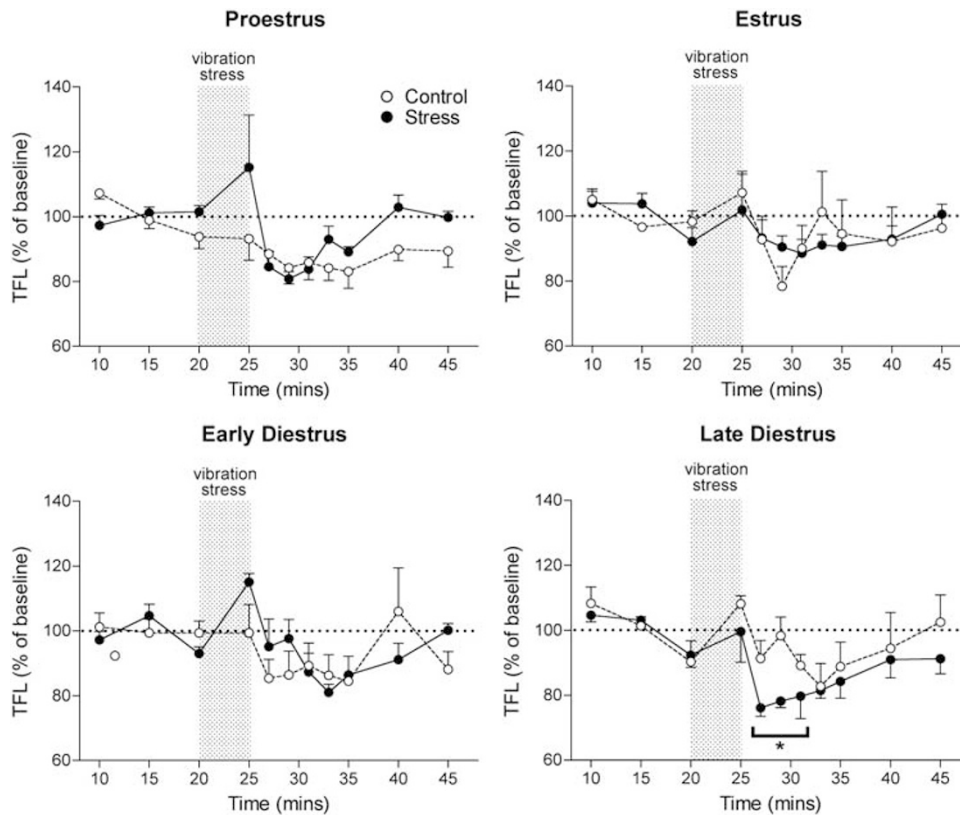 Proestrus
vibration
stress
140
120
100
80
60
TFL (% of baseline)
Control
Stress
10 15 20 25 30 35 40 45
Time (mins)
Estrus
vibration
stress
140
120
100
80
60
TFL (% of baseline)
10 15 20 25 30 35 40 45
Time (mins)
Early Diestrus
vibration
stress
140
120
100
80
60
TFL (% of baseline)
10 15 20 25 30 35 40 45
Time (mins)
Late Diestrus
vibration
stress
140
120
100
80
60
TFL (% of baseline)
*
10 15 20 25 30 35 40 45
Time (mins)